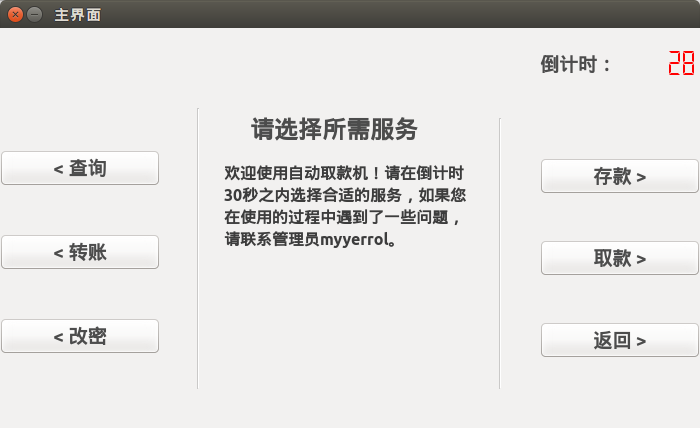 主界面
倒计时：
28
请选择所需服务
欢迎使用自动取款机！请在倒计时
30秒之内选择合适的服务，如果您
在使用的过程中遇到了一些问题，
请联系管理员myyerrol。
< 查询
< 转账
< 改密
存款 >
取款 >
返回 >